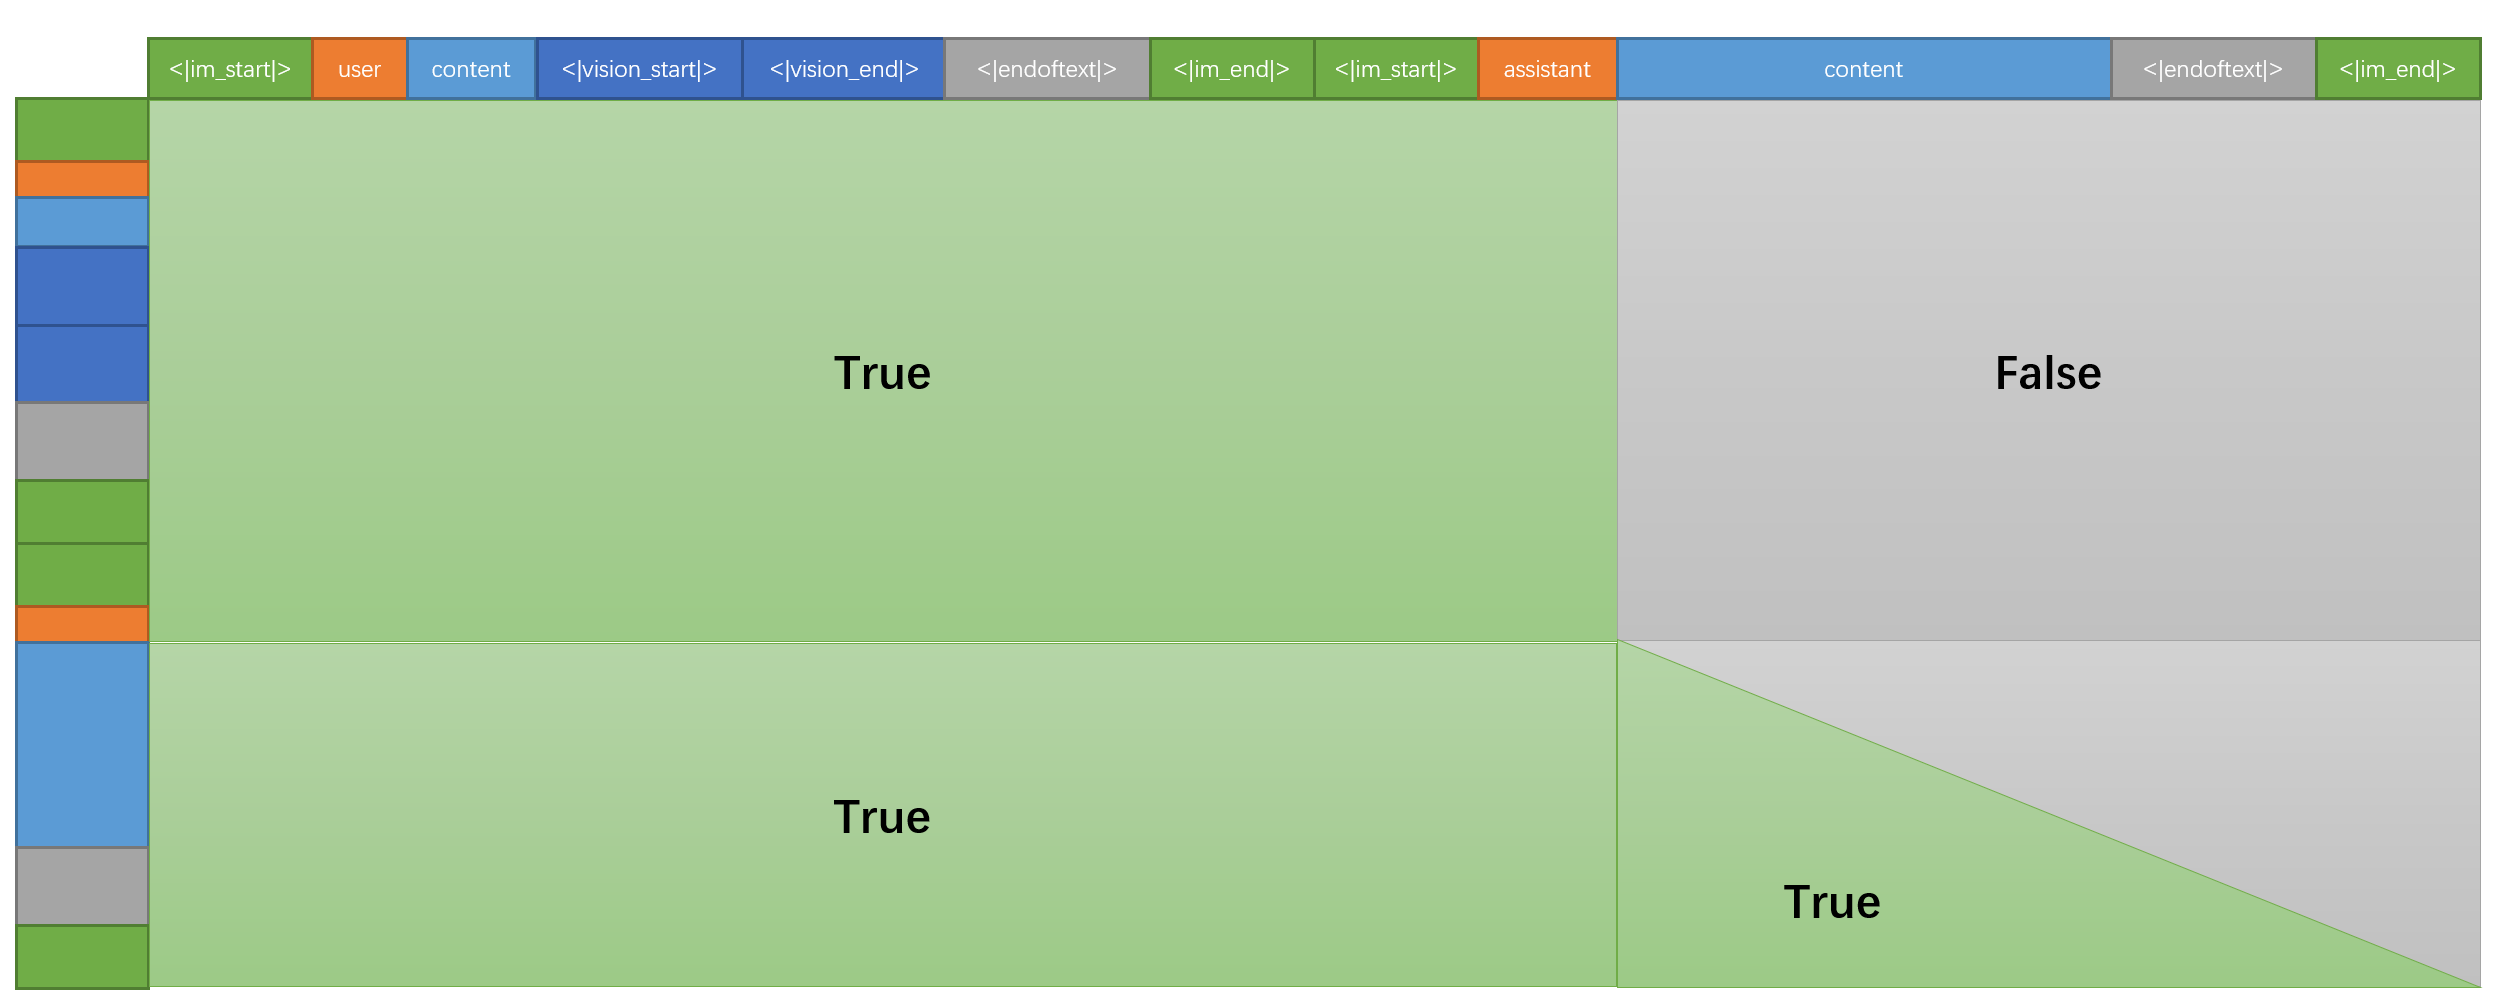 <|im_start|> user content <|vision_start|> <|vision_end|> <|endoftext|> <|im_end|> <|im_start|> assistant content <|endoftext|> <|im_end|>
True False
True
True